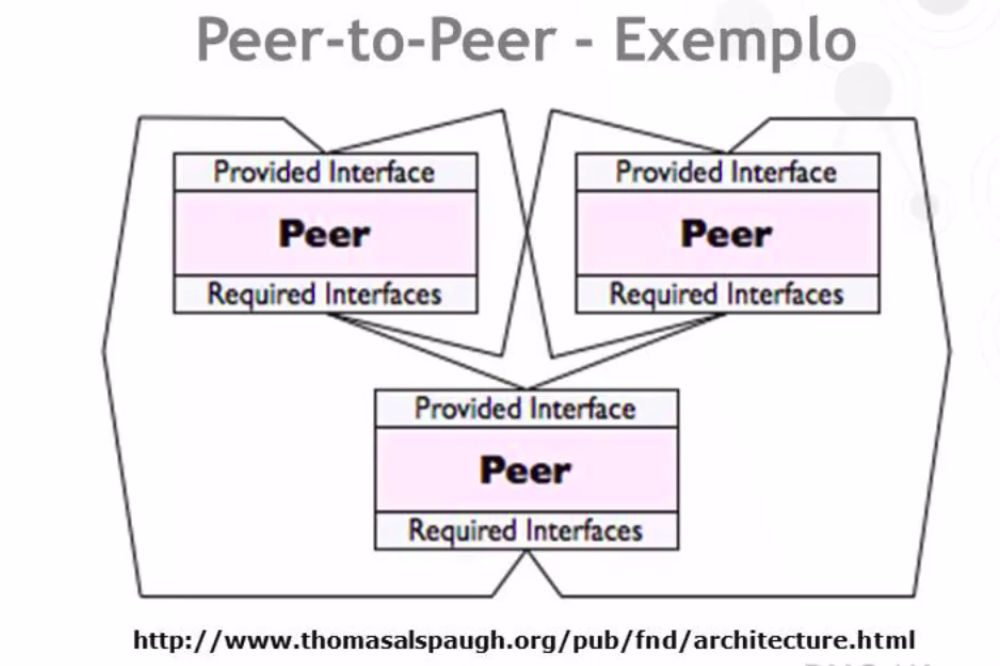 Peer-to-Peer - Exemplo
Provided Interface
Peer
Required Interfaces
Provided Interface
Peer
Required Interfaces
Provided Interface
Peer
Required Interfaces
http://www.thomasalspaugh.org/pub/fnd/architecture.html